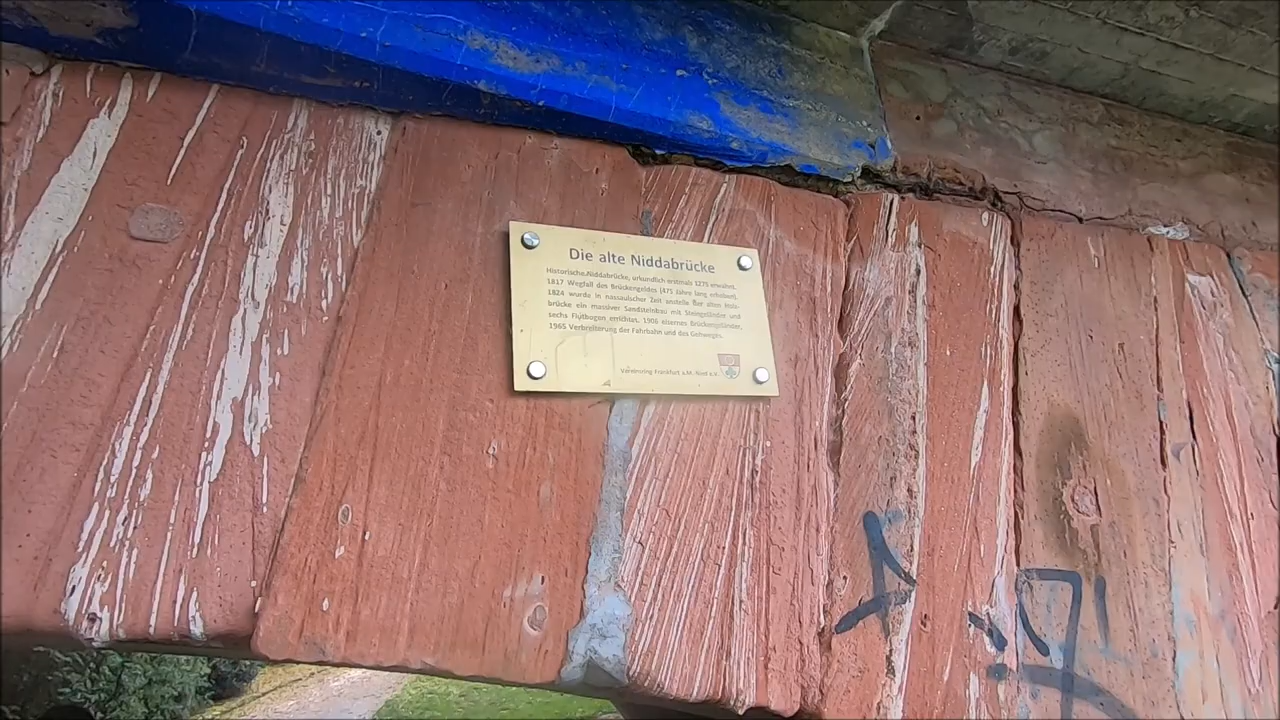 Die alte Niddabrücke
Historische Niddabrücke, urkundlich erstmals 1275 erwähnt.
1817 Wegfall des Brückengeldes (475 Jahre lang erhoben).
1824 wurde in nassauischer Zeit anstelle der alten Holz-
brücke ein massiver Sandsteinbau mit Steingeländer und
sechs Flutbogen errichtet. 1906 eisernes Brückengeländer,
1965 Verbreiterung der Fahrbahn und des Gehweges.
Vereinsring Frankfurt a.M.-Nied e.V.